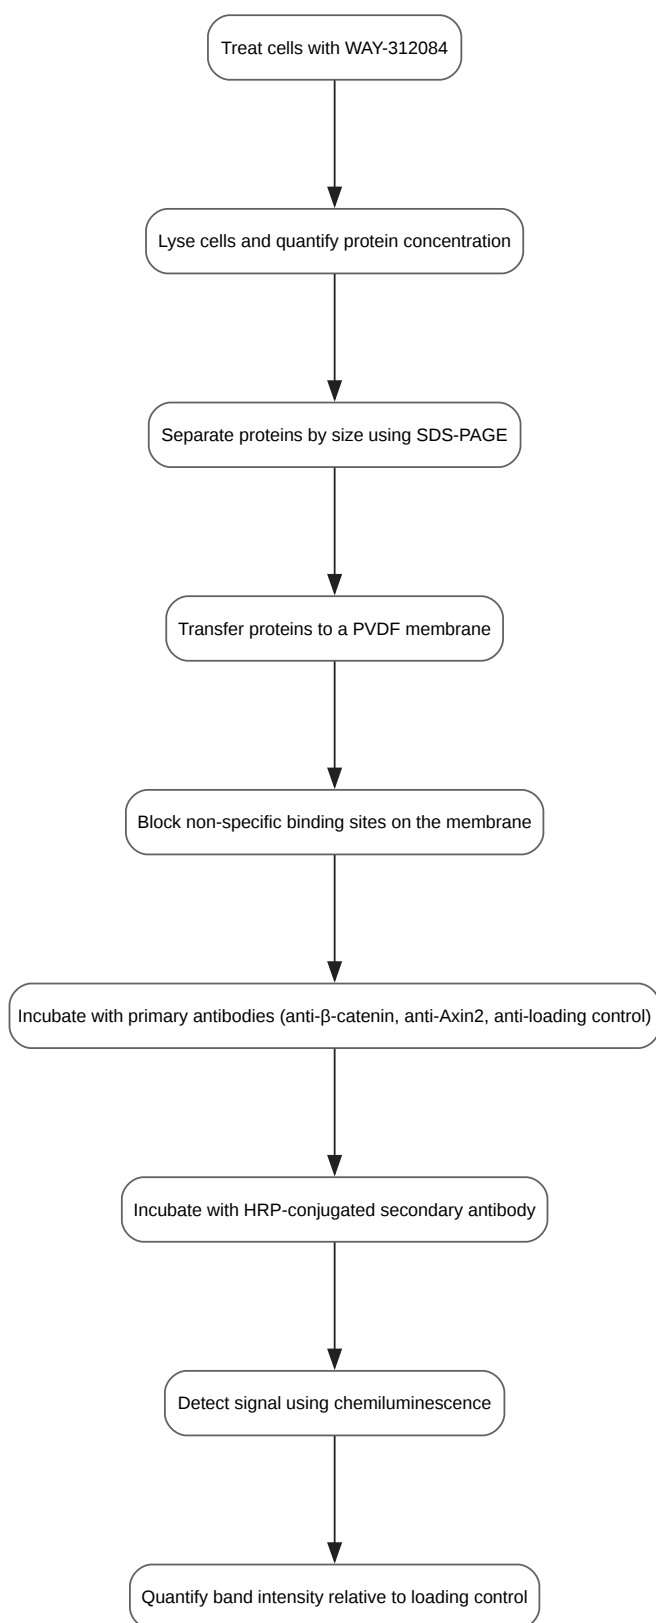 Treat cells with WAY-312084
Lyse cells and quantify protein concentration
Separate proteins by size using SDS-PAGE
Transfer proteins to a PVDF membrane
Block non-specific binding sites on the membrane
Incubate with primary antibodies (anti-β-catenin, anti-Axin2, anti-loading control)
Incubate with HRP-conjugated secondary antibody
Detect signal using chemiluminescence
Quantify band intensity relative to loading control